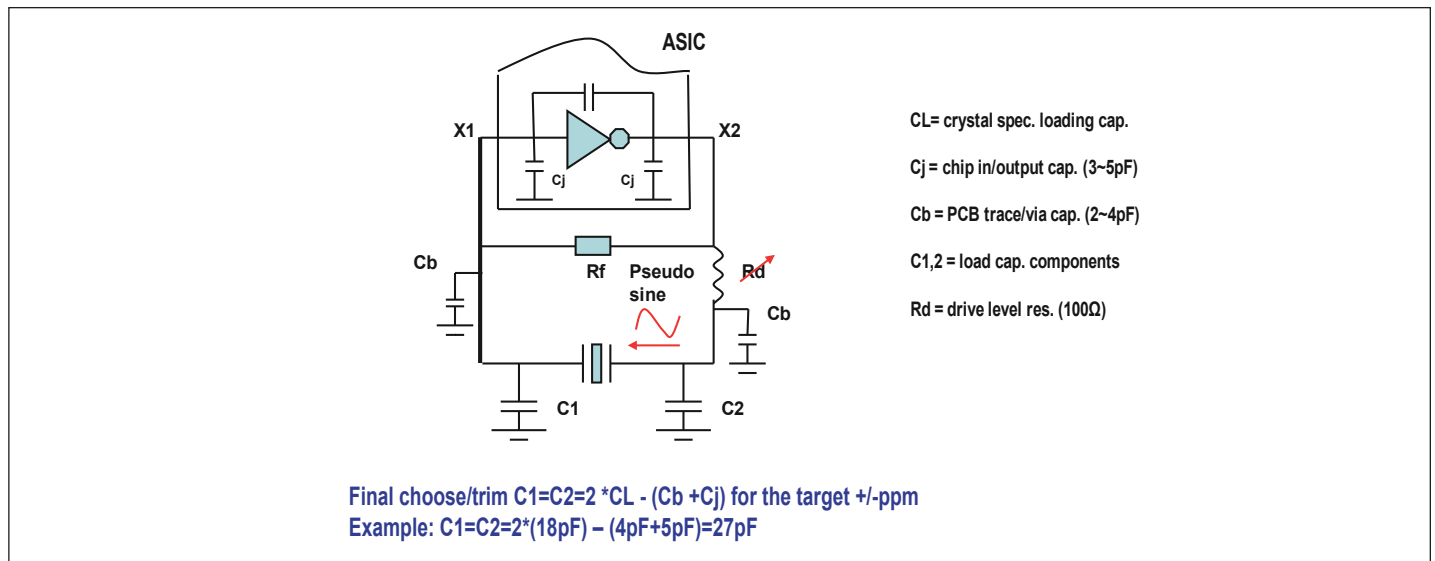 ASIC
X1
X2
Cj
Cj
Cb
Rf
Pseudo
sine
Rd
Cb
C1
C2
CL= crystal spec. loading cap.
Cj = chip in/output cap. (3~5pF)
Cb = PCB trace/via cap. (2~4pF)
C1,2 = load cap. components
Rd = drive level res. (100Ω)
Final choose/trim C1=C2=2 *CL - (Cb +Cj) for the target +/-ppm
Example: C1=C2=2*(18pF) – (4pF+5pF)=27pF